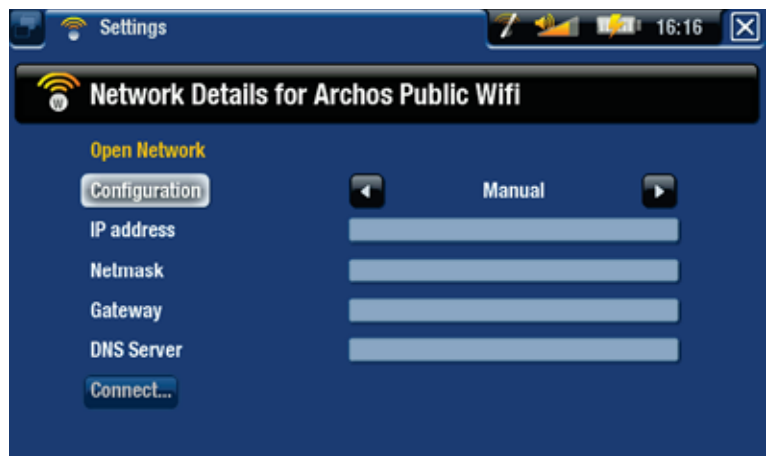 Settings
16:16
Network Details for Archos Public Wifi
Open Network
Configuration Manual
IP address
Netmask
Gateway
DNS Server
Connect...